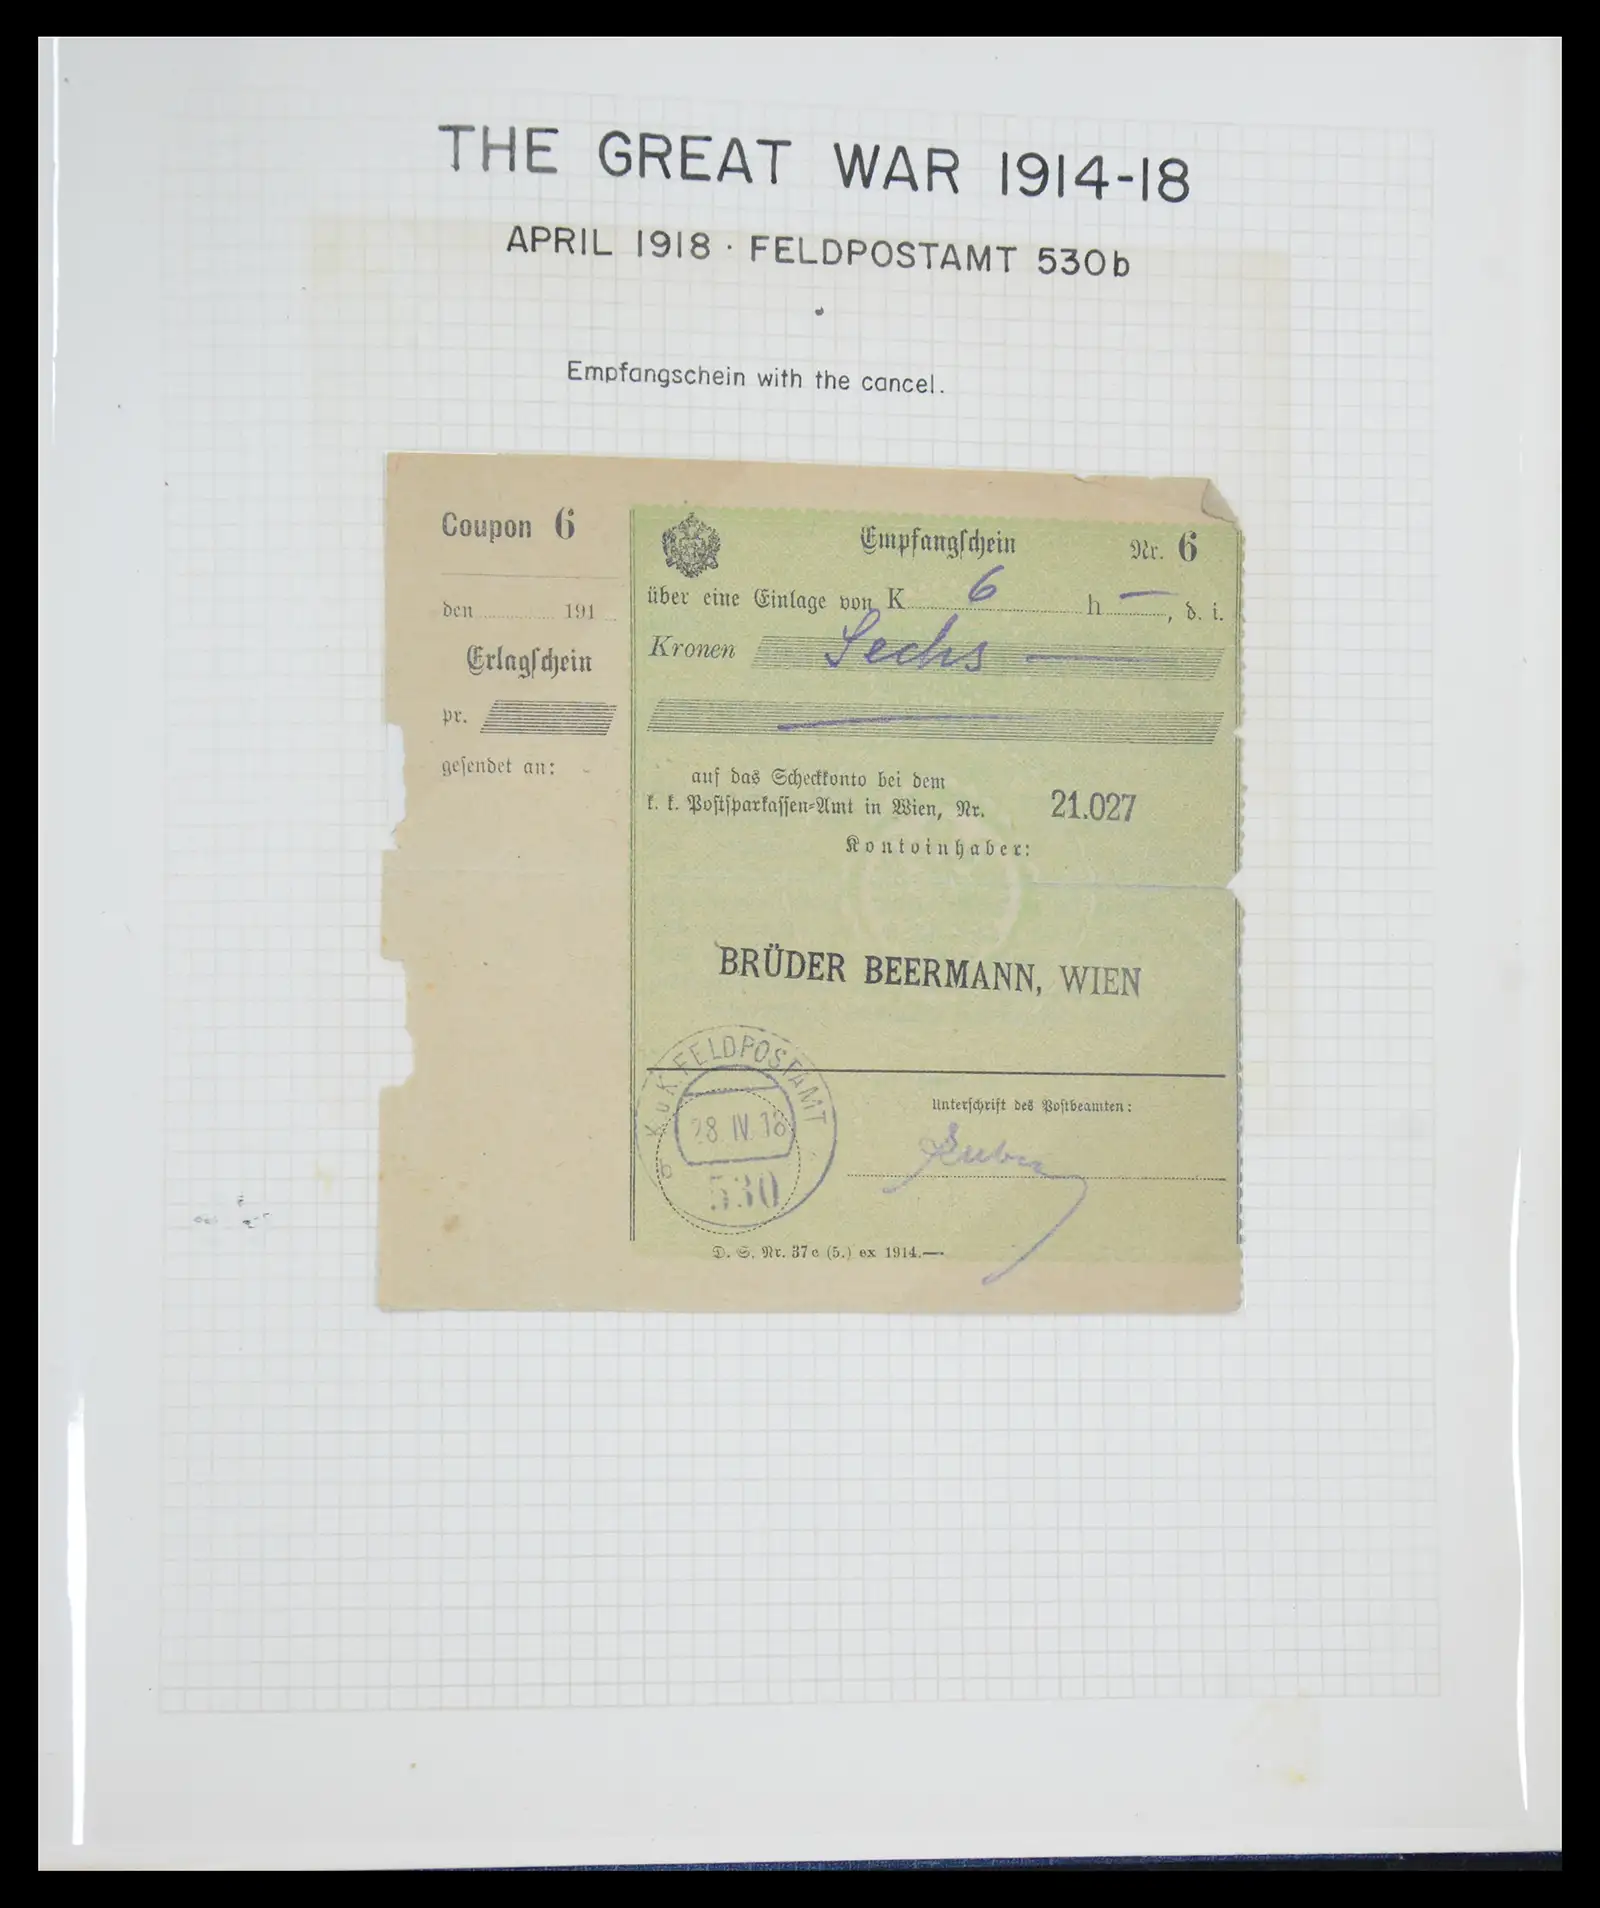 THE GREAT WAR 1914-18
APRIL 1918 · FELDPOSTAMT 530b
Empfangschein with the cancel.
Coupon 6
den 191
Erlagschein
pr.
gesendet an:
Empfangschein Nr. 6
über eine Einlage von K 6 h —, d. i.
Kronen Sechs —
auf das Scheckkonto bei dem
k. k. Postsparkassen-Amt in Wien, Nr. 21.027
Kontoinhaber:
BRÜDER BEERMANN, WIEN
K.u.K. FELDPOSTAMT
28 IV. 18
b
530
Unterschrift des Postbeamten:
D. S. Nr. 37c (5.) ex 1914.—